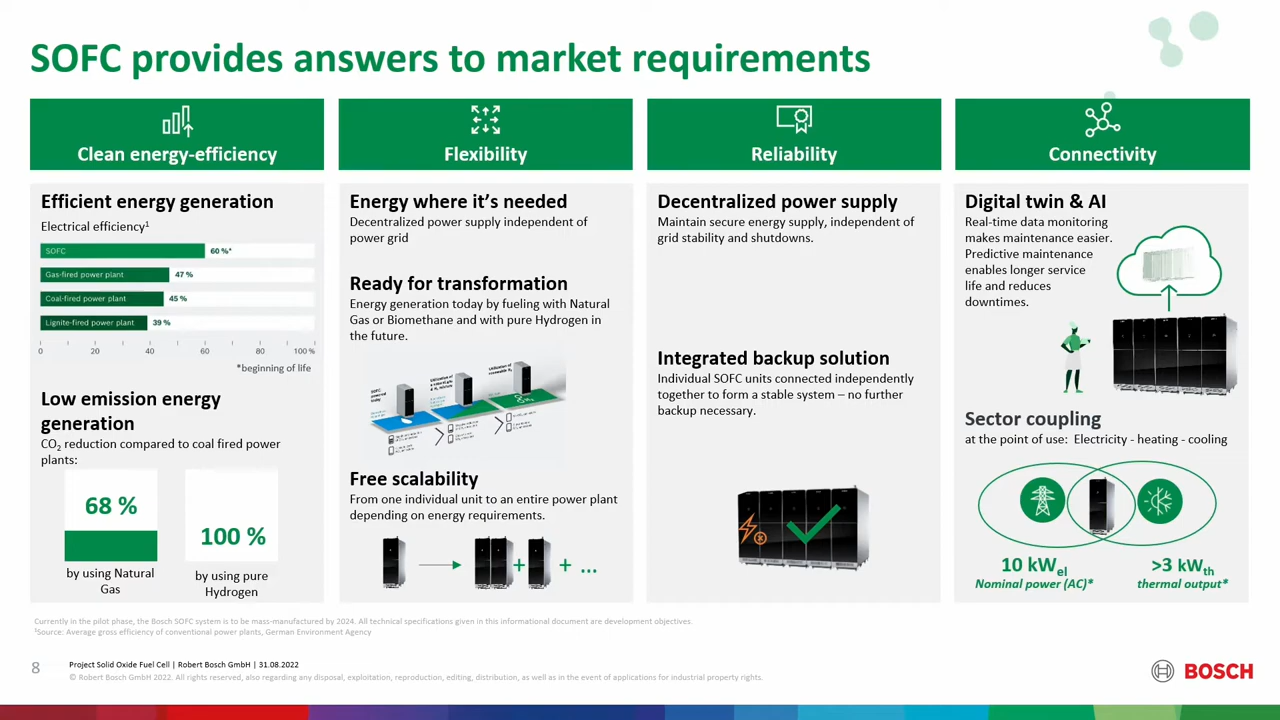 SOFC provides answers to market requirements
Clean energy-efficiency
Efficient energy generation
Electrical efficiency¹
SOFC
60 %*
Gas-fired power plant
47 %
Coal-fired power plant
45 %
Lignite-fired power plant
39 %
0 20 40 60 80 100 %
*beginning of life
Low emission energy
generation
CO₂ reduction compared to coal fired power
plants:
68 %
100 %
by using Natural
Gas
by using pure
Hydrogen
Flexibility
Energy where it’s needed
Decentralized power supply independent of
power grid
Ready for transformation
Energy generation today by fueling with Natural
Gas or Biomethane and with pure Hydrogen in
the future.
Free scalability
From one individual unit to an entire power plant
depending on energy requirements.
+ + ...
Reliability
Decentralized power supply
Maintain secure energy supply, independent of
grid stability and shutdowns.
Integrated backup solution
Individual SOFC units connected independently
together to form a stable system – no further
backup necessary.
Connectivity
Digital twin & AI
Real-time data monitoring
makes maintenance easier.
Predictive maintenance
enables longer service
life and reduces
downtimes.
Sector coupling
at the point of use: Electricity - heating - cooling
10 kWel
Nominal power (AC)*
>3 kWth
thermal output*
Currently in the pilot phase, the Bosch SOFC system is to be mass-manufactured by 2024. All technical specifications given in this informational document are development objectives.
¹Source: Average gross efficiency of conventional power plants, German Environment Agency
8
Project Solid Oxide Fuel Cell | Robert Bosch GmbH | 31.08.2022
© Robert Bosch GmbH 2022. All rights reserved, also regarding any disposal, exploitation, reproduction, editing, distribution, as well as in the event of applications for industrial property rights.
BOSCH